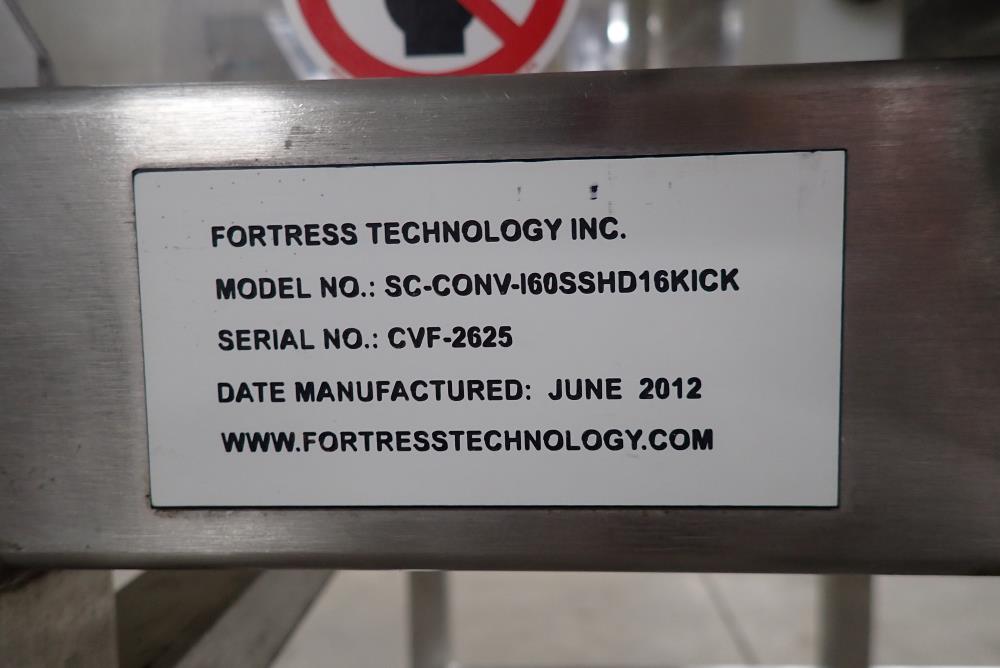 FORTRESS TECHNOLOGY INC.
MODEL NO.: SC-CONV-I60SSHD16KICK
SERIAL NO.: CVF-2625
DATE MANUFACTURED: JUNE 2012
WWW.FORTRESSTECHNOLOGY.COM